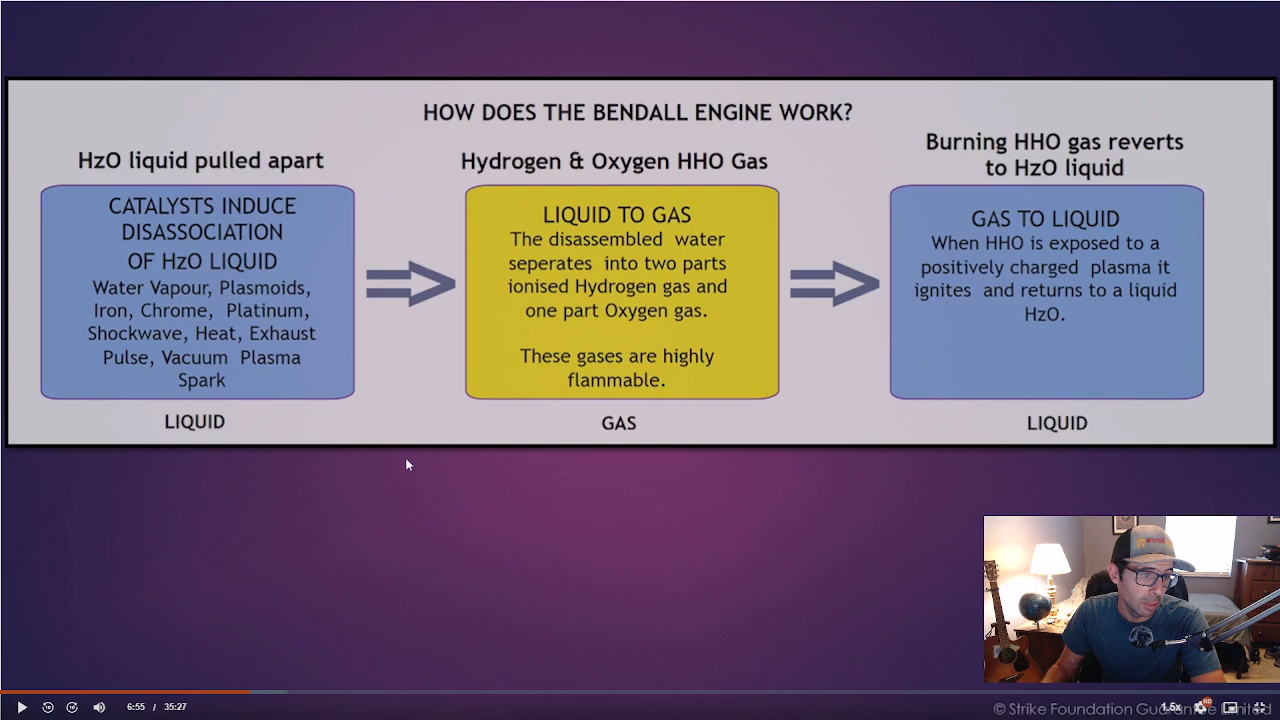 HOW DOES THE BENDALL ENGINE WORK?
HzO liquid pulled apart
CATALYSTS INDUCE
DISASSOCIATION
OF HzO LIQUID
Water Vapour, Plasmoids,
Iron, Chrome, Platinum,
Shockwave, Heat, Exhaust
Pulse, Vacuum Plasma
Spark
LIQUID
Hydrogen & Oxygen HHO Gas
LIQUID TO GAS
The disassembled water
seperates into two parts
ionised Hydrogen gas and
one part Oxygen gas.
These gases are highly
flammable.
GAS
Burning HHO gas reverts
to HzO liquid
GAS TO LIQUID
When HHO is exposed to a
positively charged plasma it
ignites and returns to a liquid
HzO.
LIQUID
6:55 / 35:27
© Strike Foundation Guarantee Limited
1.5x
HD